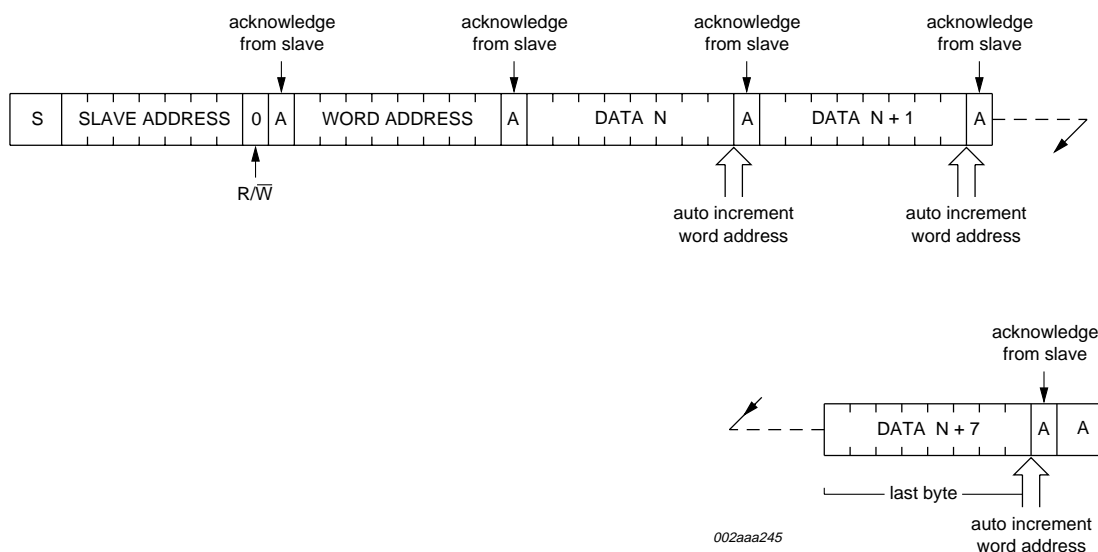 acknowledge from slave
acknowledge from slave
acknowledge from slave
acknowledge from slave
S SLAVE ADDRESS 0 A WORD ADDRESS A DATA N A DATA N + 1 A
R/W̅
auto increment word address
auto increment word address
acknowledge from slave
DATA N + 7 A A
last byte
auto increment word address
002aaa245